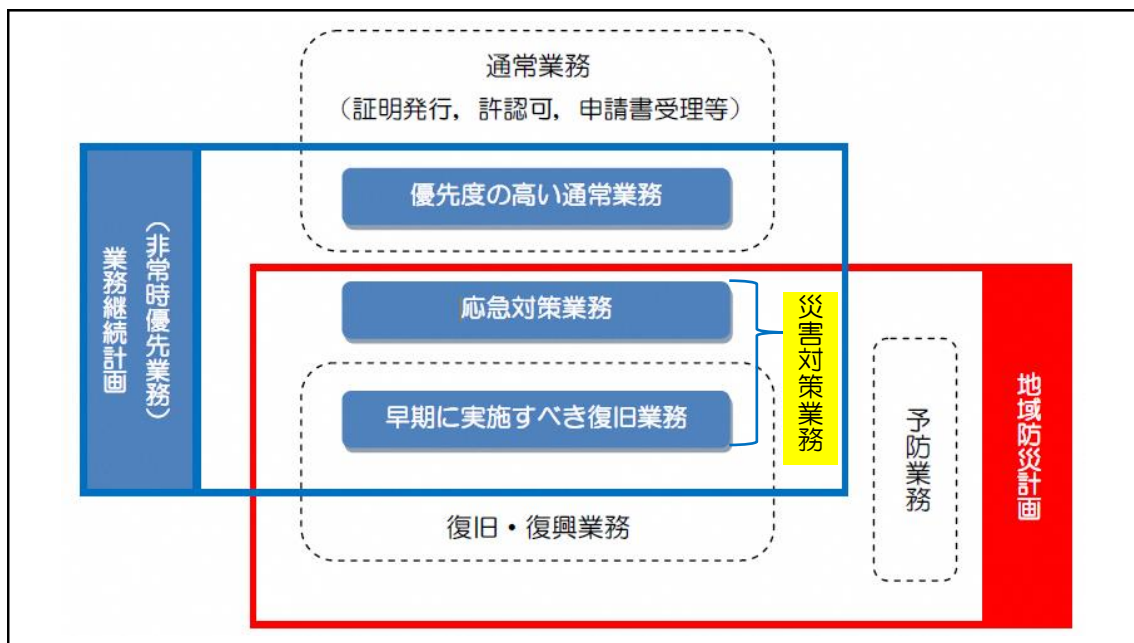 通常業務
（証明発行，許認可，申請書受理等）
優先度の高い通常業務
業務継続計画
（非常時優先業務）
応急対策業務
早期に実施すべき復旧業務
災害対策業務
復旧・復興業務
予防業務
地域防災計画